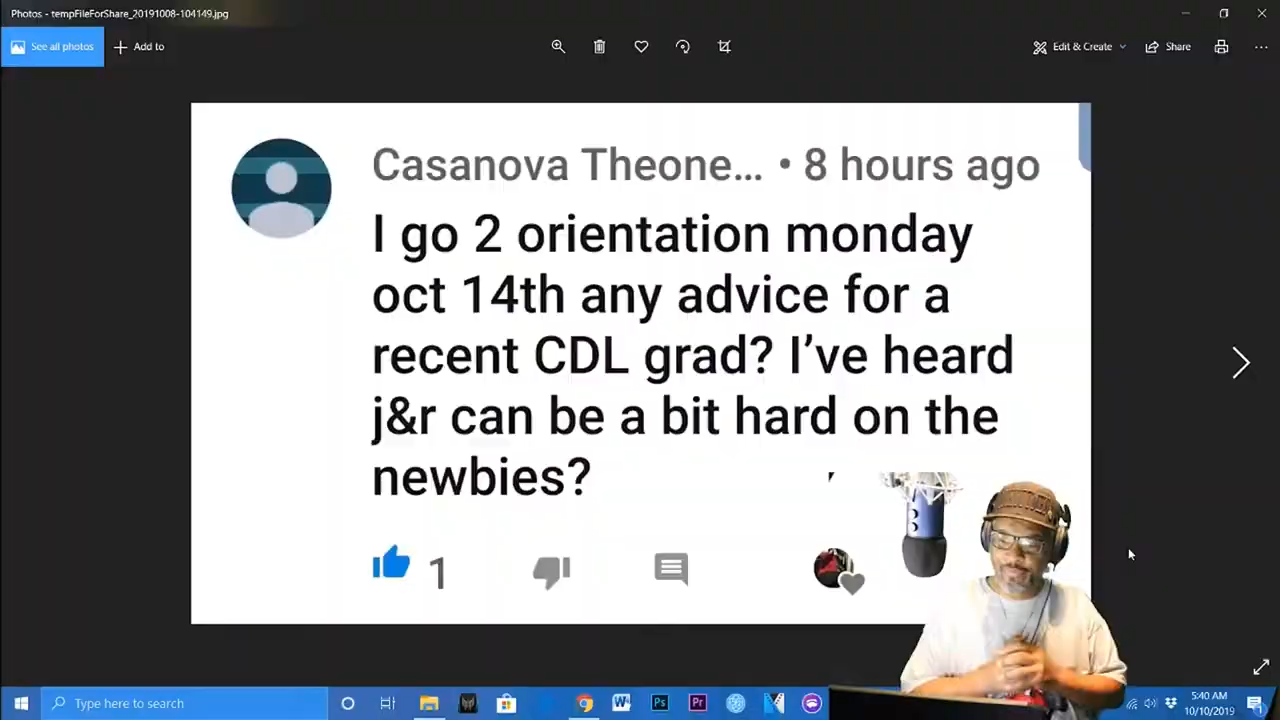 Photos - tempFileForShare_20191008-104149.jpg
See all photos
Add to
Edit & Create
Share
Casanova Theone... • 8 hours ago
I go 2 orientation monday
oct 14th any advice for a
recent CDL grad? I've heard
j&r can be a bit hard on the
newbies?
1
Type here to search
5:40 AM
10/10/2019